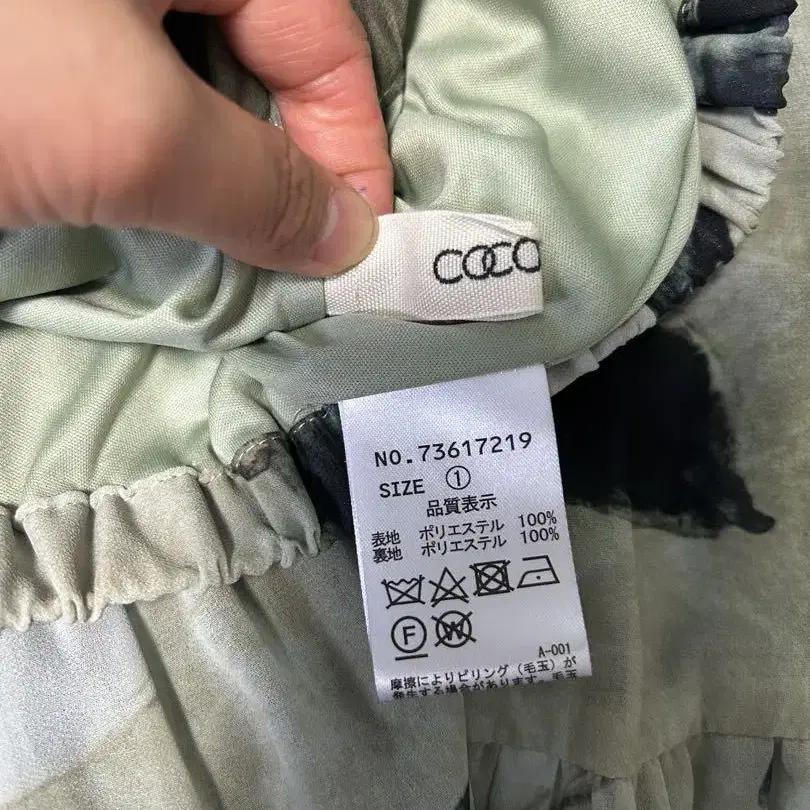 COCO
NO.73617219
SIZE ①
品質表示
表地 ポリエステル 100%
裏地 ポリエステル 100%
F W
A-001
摩擦によりピリング(毛玉)が
発生する場合があります。毛玉